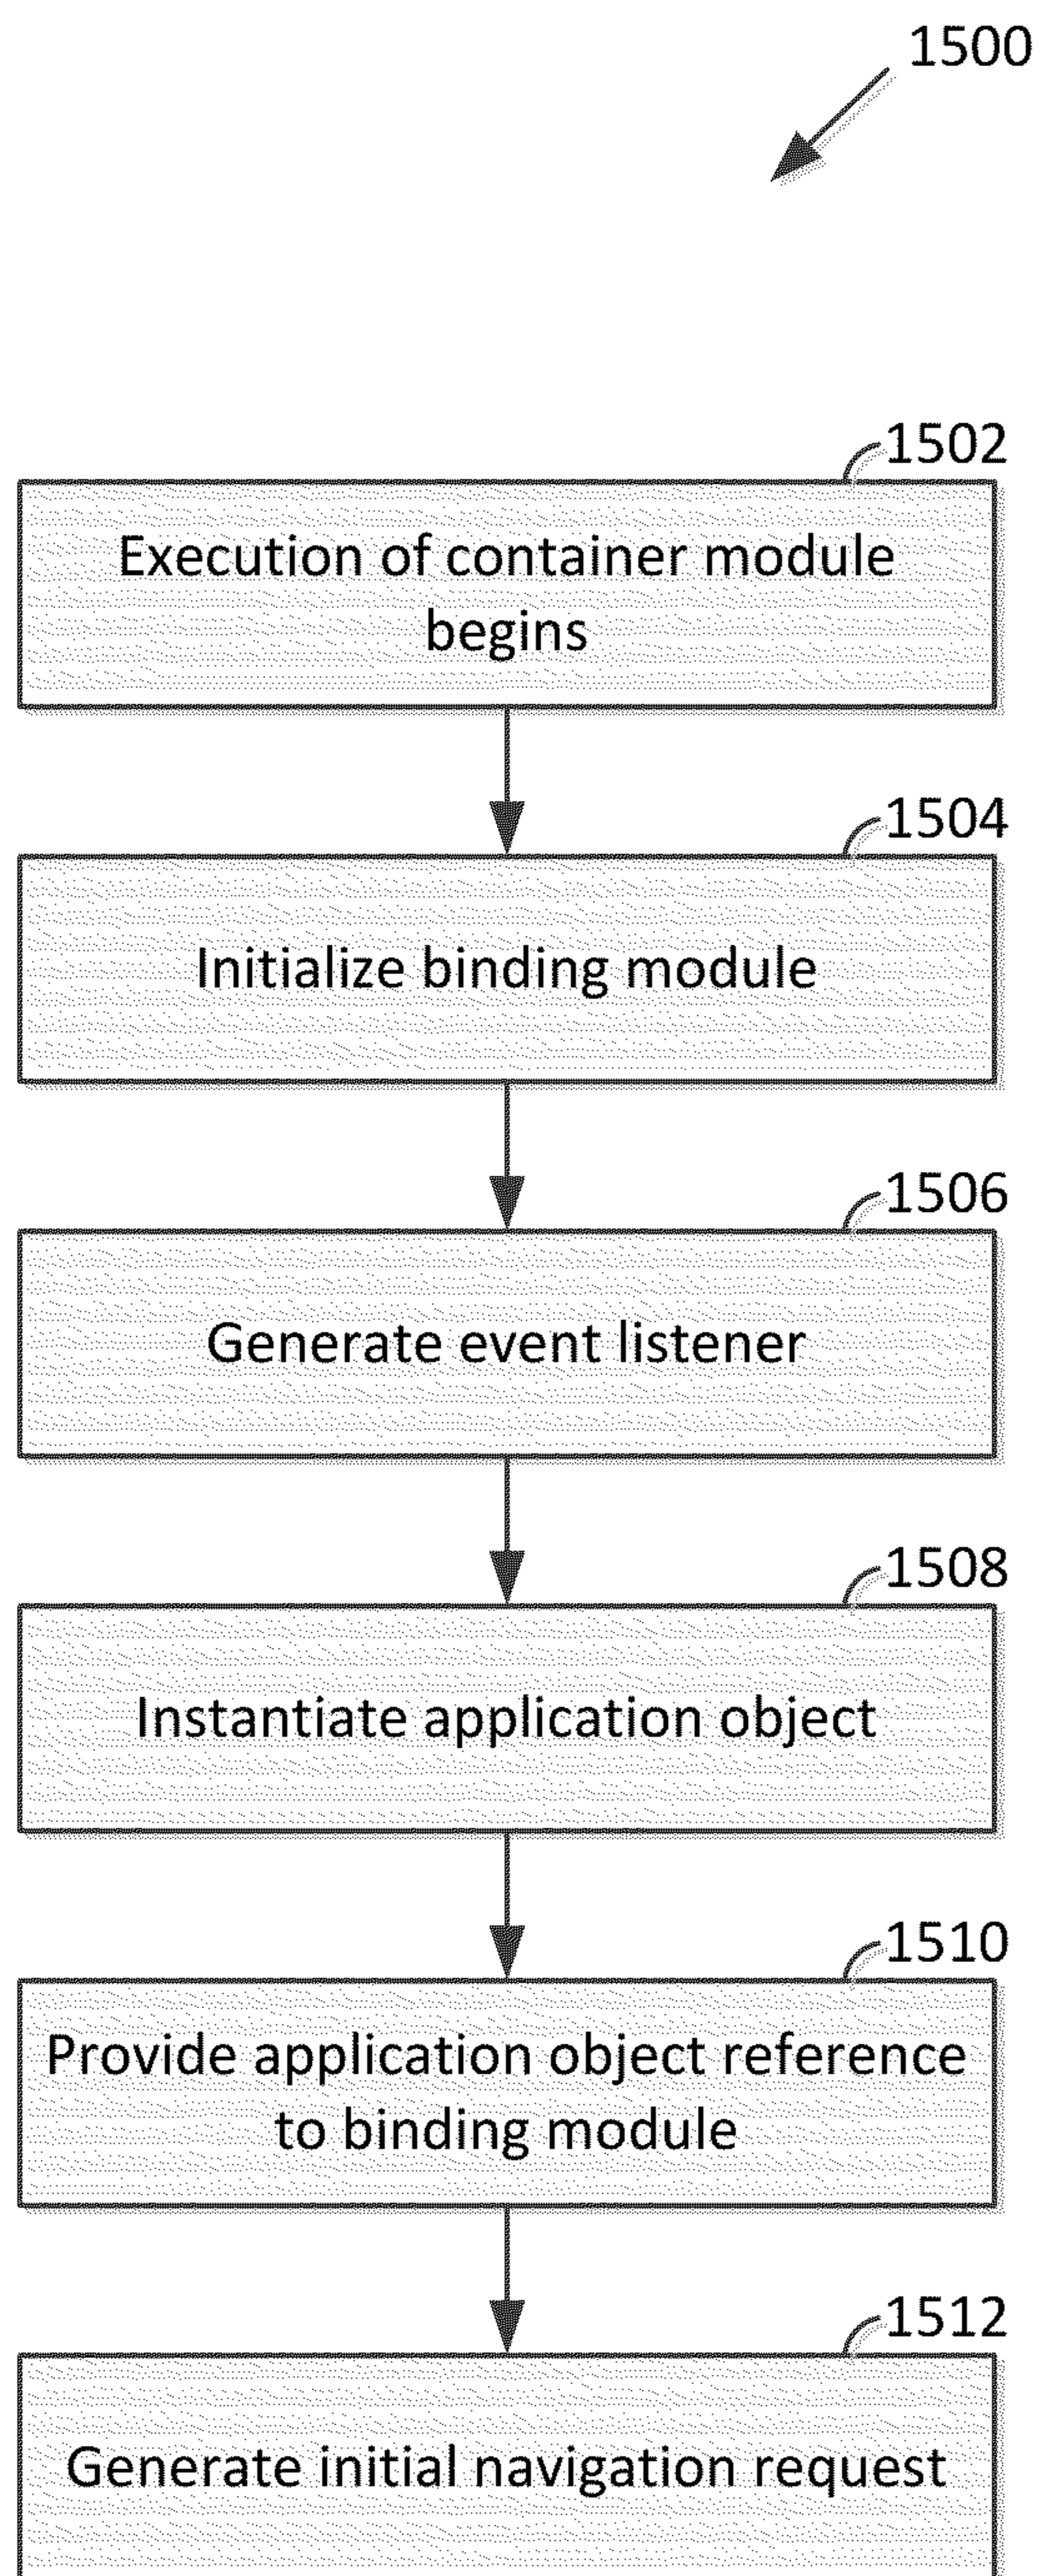 1500
1502
Execution of container module
begins
1504
Initialize binding module
1506
Generate event listener
1508
Instantiate application object
1510
Provide application object reference
to binding module
1512
Generate initial navigation request